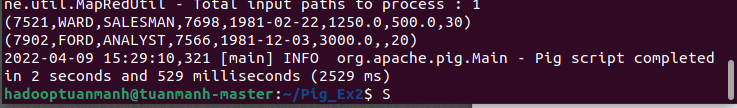 ne.util.MapRedUtil - Total input paths to process : 1
(7521,WARD,SALESMAN,7698,1981-02-22,1250.0,500.0,30)
(7902,FORD,ANALYST,7566,1981-12-03,3000.0,,20)
2022-04-09 15:29:10,321 [main] INFO  org.apache.pig.Main - Pig script completed
in 2 seconds and 529 milliseconds (2529 ms)
hadooptuanmanh@tuanmanh-master:~/Pig_Ex2$ S